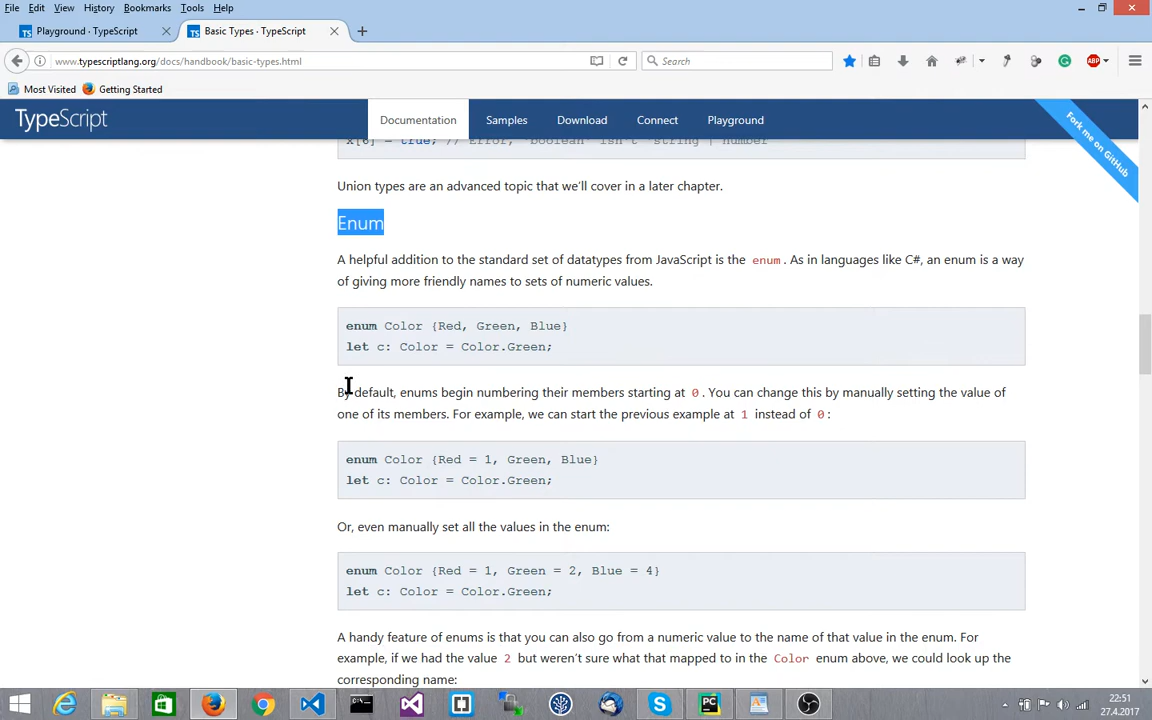 File Edit View History Bookmarks Tools Help
Playground · TypeScript
Basic Types · TypeScript
www.typescriptlang.org/docs/handbook/basic-types.html
Search
ABP
Most Visited
Getting Started
TypeScript
Documentation
Samples
Download
Connect
Playground
Fork me on GitHub
x[6] = true; // Error, 'boolean' isn't 'string | number'
Union types are an advanced topic that we'll cover in a later chapter.
Enum
A helpful addition to the standard set of datatypes from JavaScript is the enum. As in languages like C#, an enum is a way
of giving more friendly names to sets of numeric values.
enum Color {Red, Green, Blue}
let c: Color = Color.Green;
By default, enums begin numbering their members starting at 0. You can change this by manually setting the value of
one of its members. For example, we can start the previous example at 1 instead of 0:
enum Color {Red = 1, Green, Blue}
let c: Color = Color.Green;
Or, even manually set all the values in the enum:
enum Color {Red = 1, Green = 2, Blue = 4}
let c: Color = Color.Green;
A handy feature of enums is that you can also go from a numeric value to the name of that value in the enum. For
example, if we had the value 2 but weren't sure what that mapped to in the Color enum above, we could look up the
corresponding name:
22:51
27.4.2017